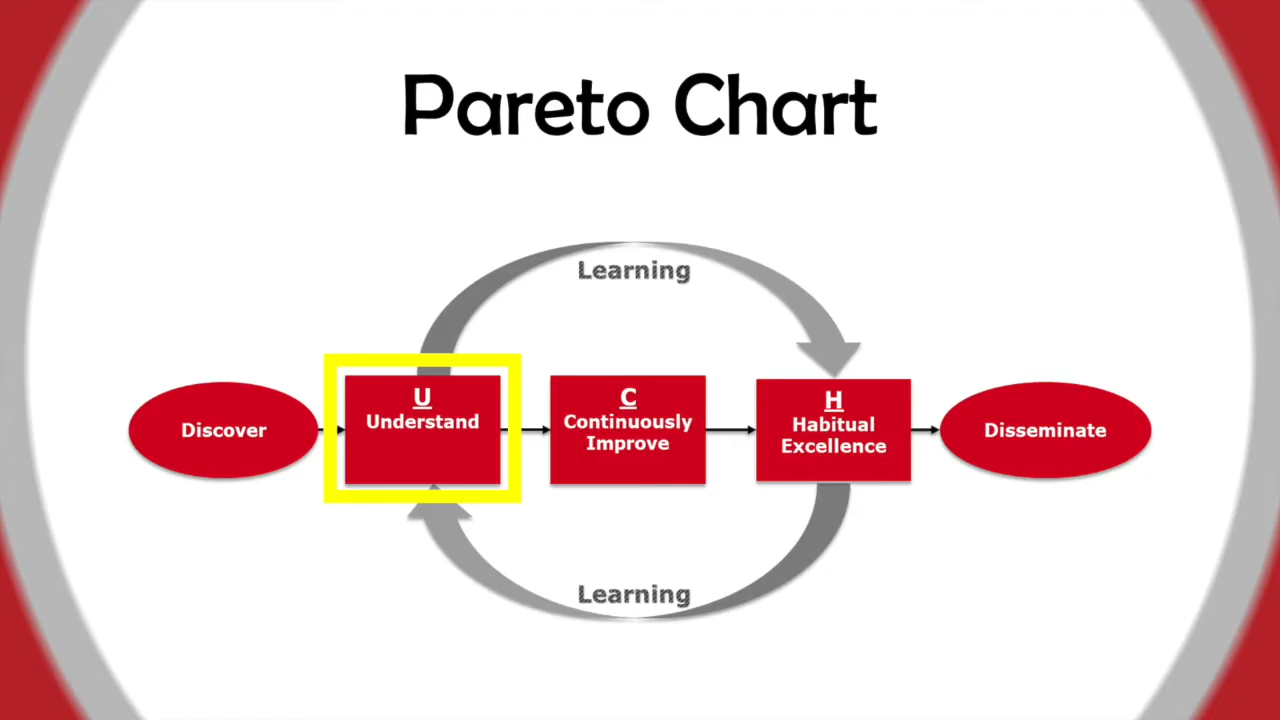 Pareto Chart
Learning
Discover
U
Understand
C
Continuously
Improve
H
Habitual
Excellence
Disseminate
Learning